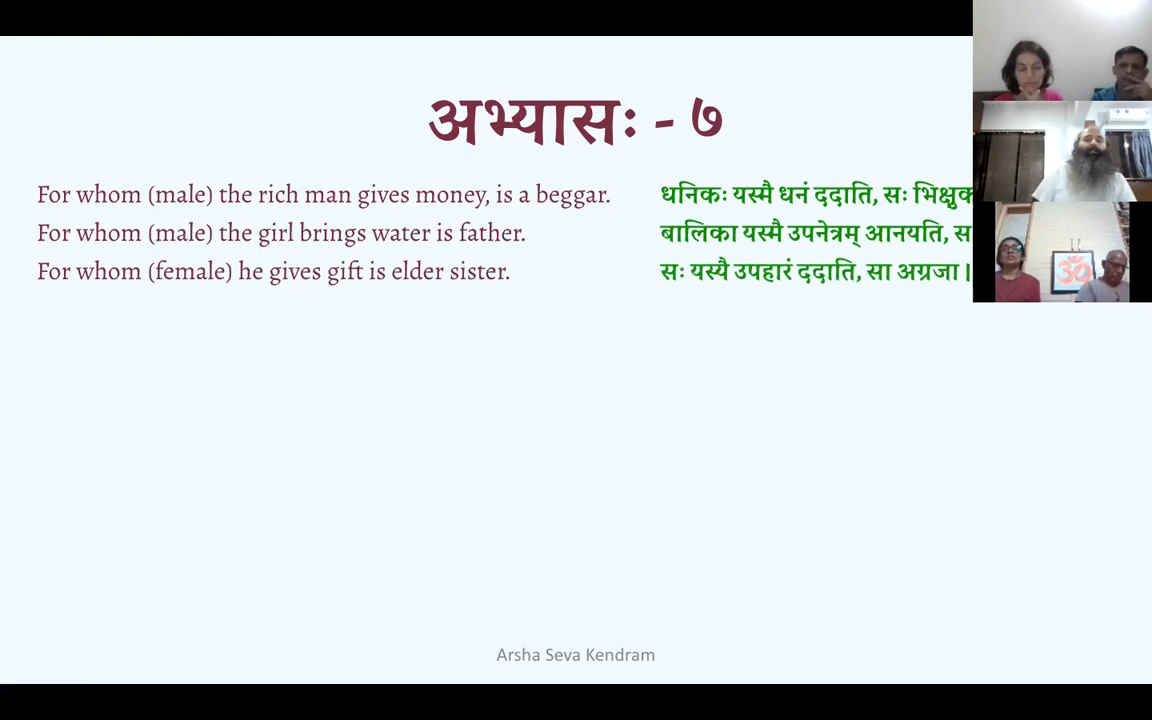 अभ्यासः - ७
For whom (male) the rich man gives money, is a beggar.
धनिकः यस्मै धनं ददाति, सः
For whom (male) the girl brings water is father.
बालिका यस्मै उपनेत्रम् आनयति,
For whom (female) he gives gift is elder sister.
सः यस्यै उपहारं ददाति, सा अग्रजा |
ॐ
Arsha Seva Kendram